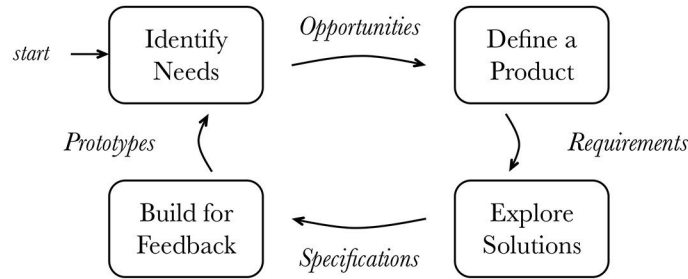 start
Identify
Needs
Opportunities
Define a
Product
Prototypes
Requirements
Build for
Feedback
Specifications
Explore
Solutions